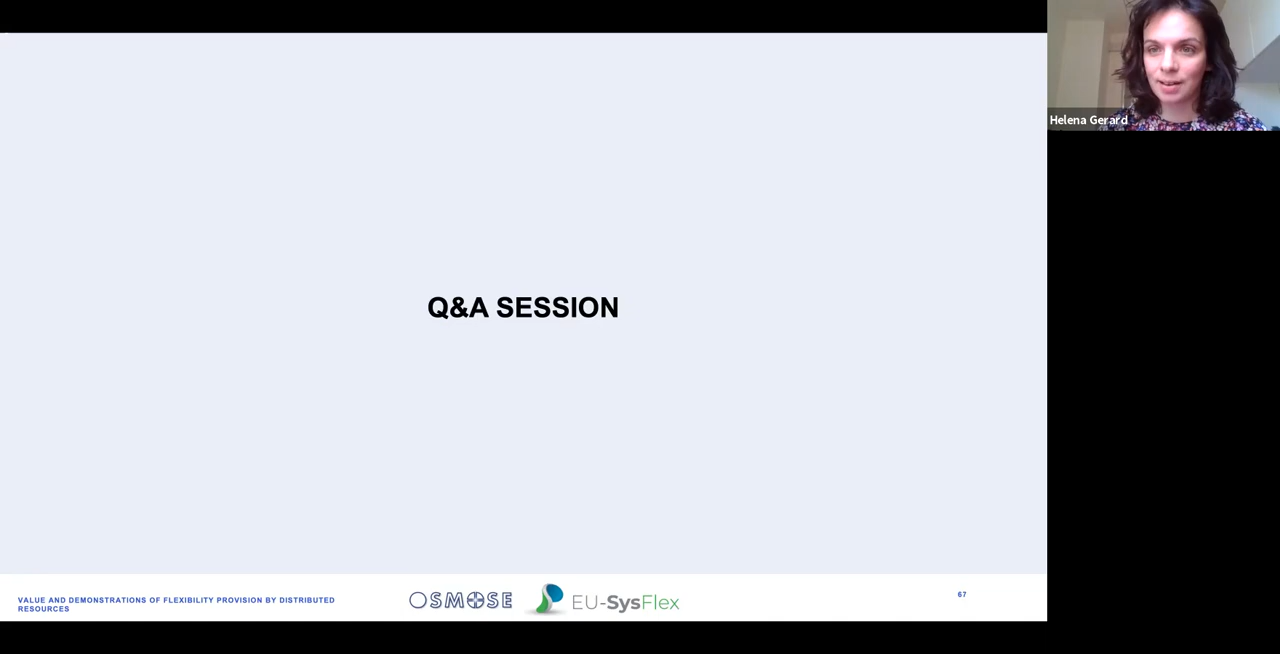 Helena Gerard
Q&A SESSION
VALUE AND DEMONSTRATIONS OF FLEXIBILITY PROVISION BY DISTRIBUTED
RESOURCES
OSMOSE
EU-SysFlex
67